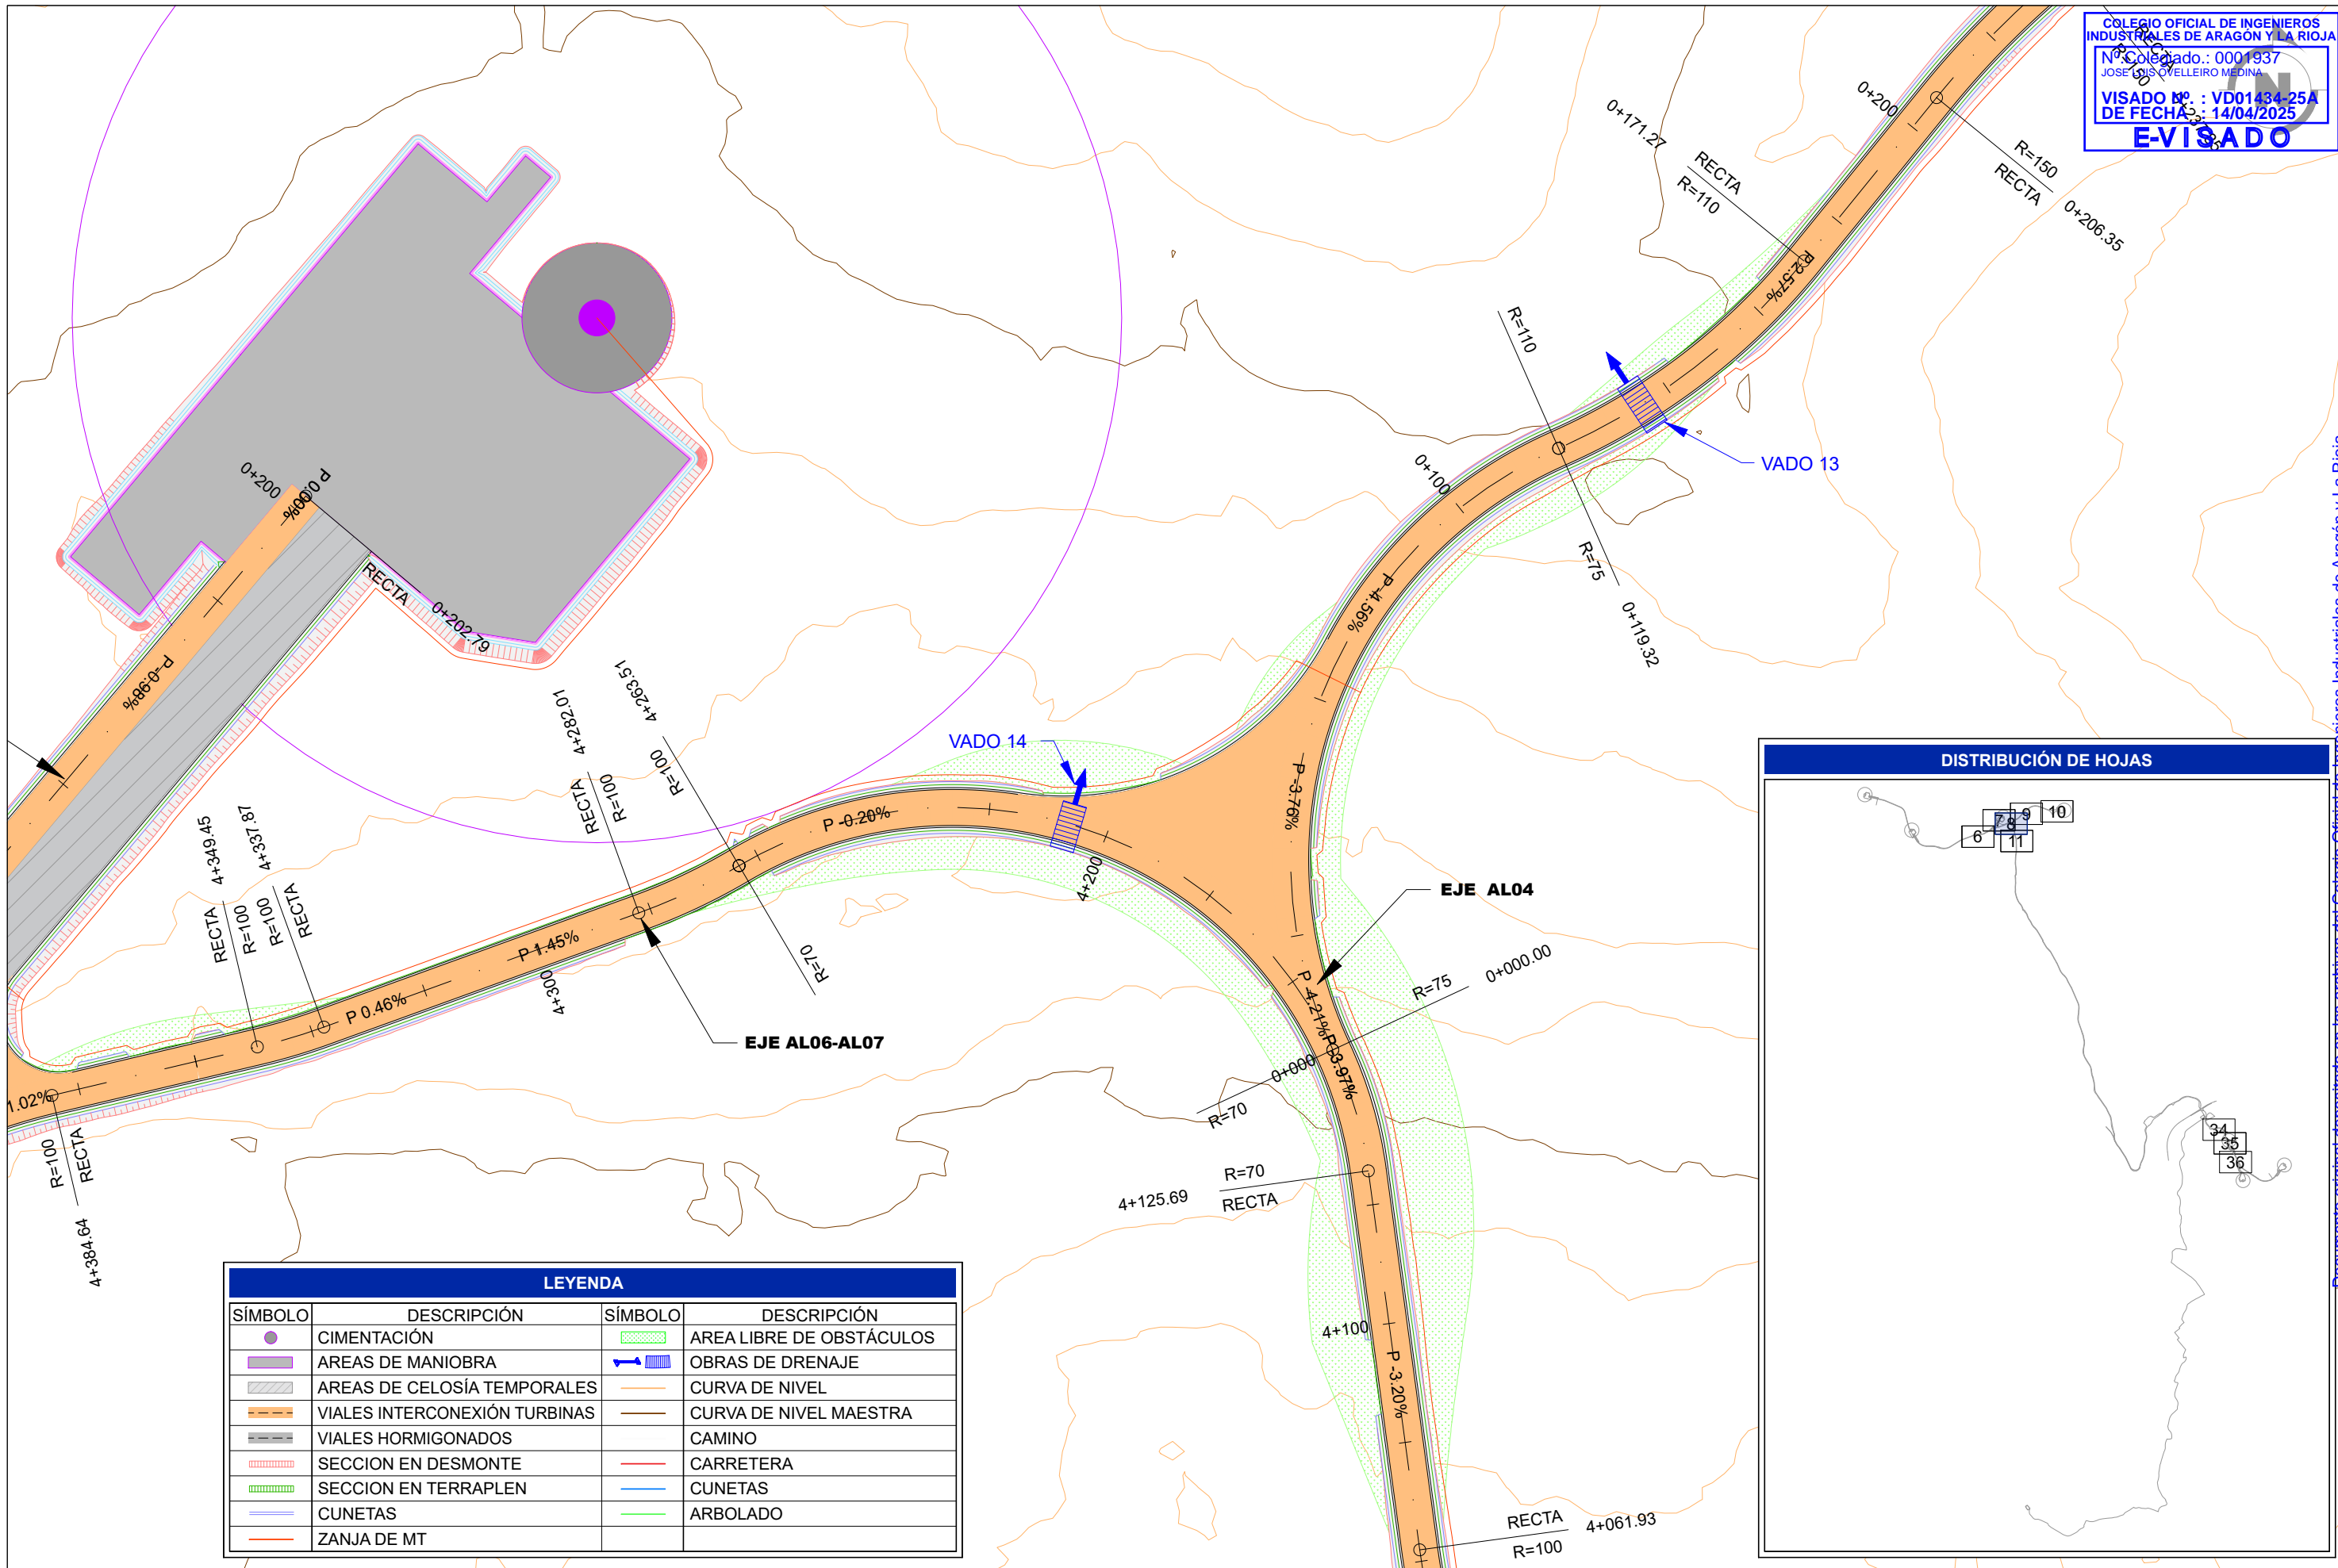 COLEGIO OFICIAL DE INGENIEROS
INDUSTRIALES DE ARAGÓN Y LA RIOJA
Nº.Colegiado.: 0001937
JOSE LUIS OVELLEIRO MEDINA
VISADO Nº. : VD01434-25A
DE FECHA : 14/04/2025
E-VISADO
N
RECTA
R=150
0+200
R=150
RECTA
0+206.35
0+171.27
RECTA
R=110
P 2.57%
R=110
R=75
0+119.32
VADO 13
0+100
P -4.56%
0+200
P 0.00%
RECTA
0+202.79
P -0.98%
4+263.51
R=100
R=70
4+282.01
RECTA
R=100
VADO 14
P -0.20%
4+200
P -3.76%
EJE AL04
4+349.45
RECTA
R=100
4+337.87
R=100
RECTA
P 1.45%
4+300
P 0.46%
EJE AL06-AL07
R=75
0+000.00
P -4.21%
P -3.97%
0+000
R=70
1.02%
R=100
RECTA
4+384.64
4+125.69
R=70
RECTA
4+100
P -3.20%
RECTA
R=100
4+061.93
DISTRIBUCIÓN DE HOJAS
6
7
8
9
10
11
34
35
36
LEYENDA
SÍMBOLO DESCRIPCIÓN SÍMBOLO DESCRIPCIÓN
CIMENTACIÓN AREA LIBRE DE OBSTÁCULOS
AREAS DE MANIOBRA OBRAS DE DRENAJE
AREAS DE CELOSÍA TEMPORALES CURVA DE NIVEL
VIALES INTERCONEXIÓN TURBINAS CURVA DE NIVEL MAESTRA
VIALES HORMIGONADOS CAMINO
SECCION EN DESMONTE CARRETERA
SECCION EN TERRAPLEN CUNETAS
CUNETAS ARBOLADO
ZANJA DE MT